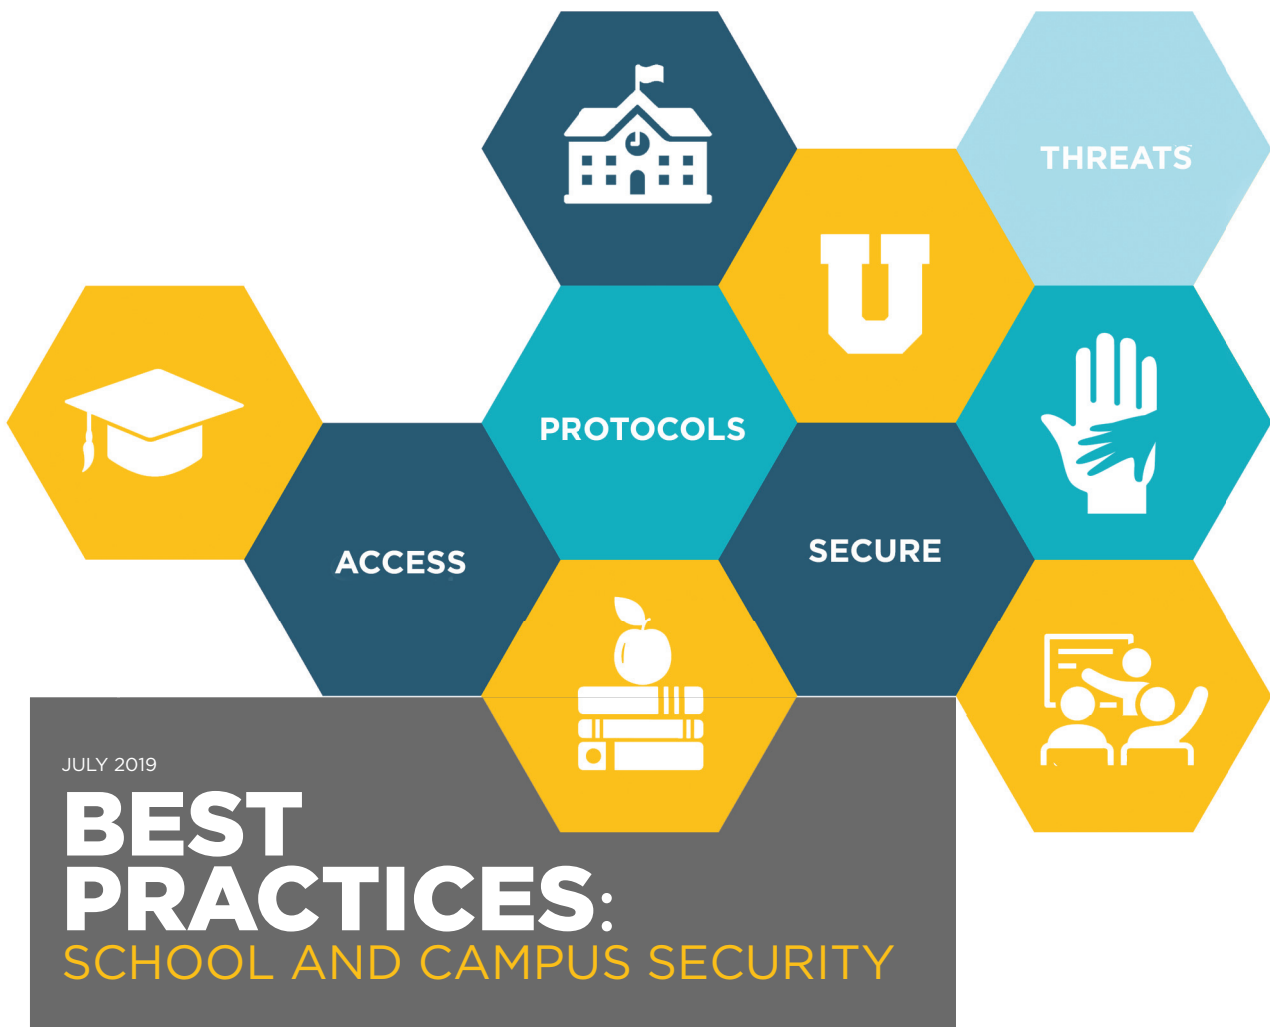 THREATS
U
PROTOCOLS
SECURE
ACCESS
JULY 2019
BEST
PRACTICES:
SCHOOL AND CAMPUS SECURITY